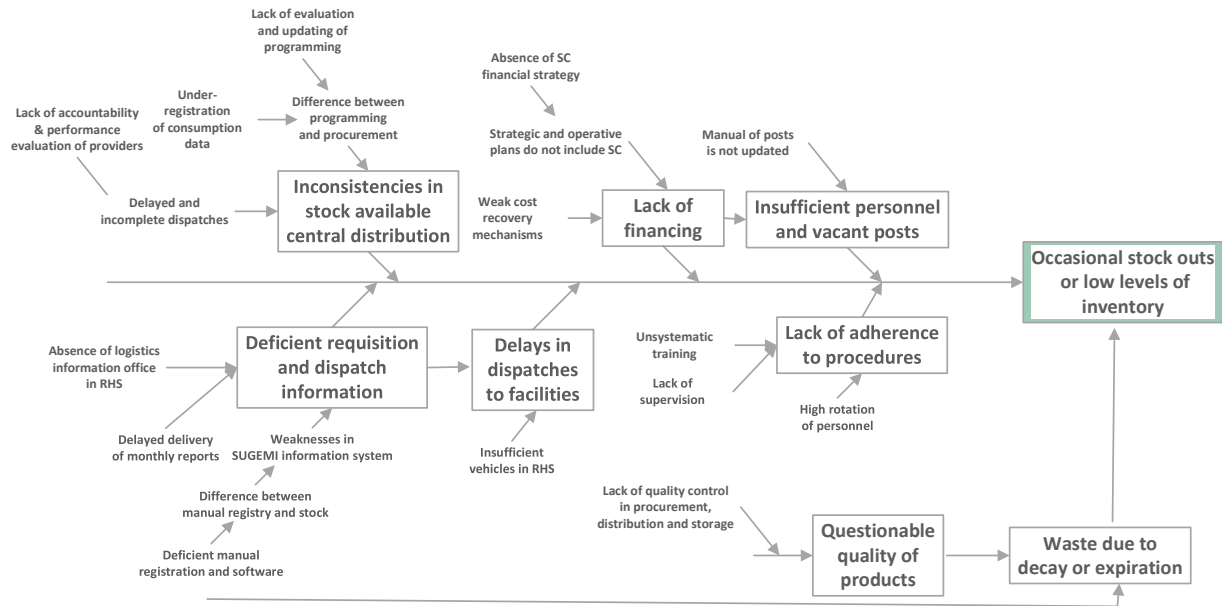 Lack of evaluation
and updating of
programming
Absence of SC
financial strategy
Under-
registration
of consumption
data
Difference between
programming
and procurement
Lack of accountability
& performance
evaluation of providers
Strategic and operative
plans do not include SC
Manual of posts
is not updated
Delayed and
incomplete dispatches
Inconsistencies in
stock available
central distribution
Weak cost
recovery
mechanisms
Lack of
financing
Insufficient personnel
and vacant posts
Occasional stock outs
or low levels of
inventory
Absence of logistics
information office
in RHS
Deficient requisition
and dispatch
information
Delays in
dispatches
to facilities
Unsystematic
training
Lack of
supervision
Lack of adherence
to procedures
High rotation
of personnel
Delayed delivery
of monthly reports
Weaknesses in
SUGEMI information system
Insufficient
vehicles in RHS
Difference between
manual registry and stock
Deficient manual
registration and software
Lack of quality control
in procurement,
distribution and storage
Questionable
quality of
products
Waste due to
decay or expiration